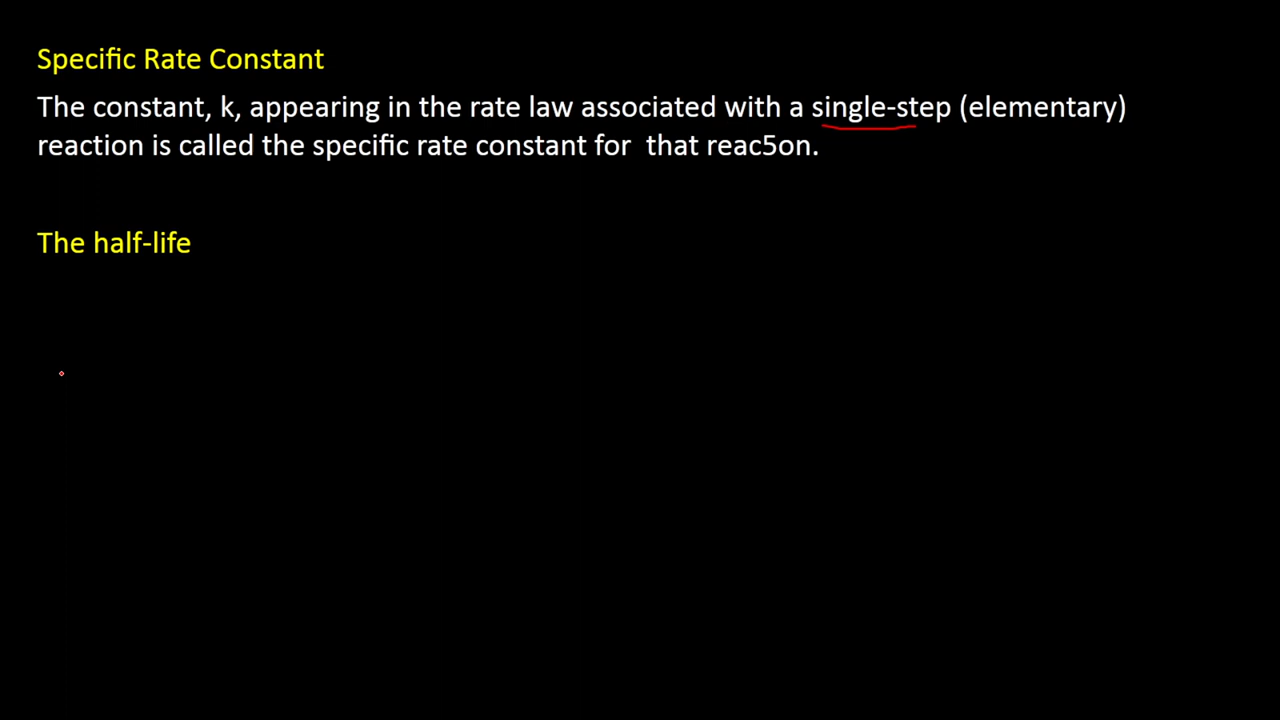 Specific Rate Constant
The constant, k, appearing in the rate law associated with a single-step (elementary)
reaction is called the specific rate constant for  that reac5on.
The half-life